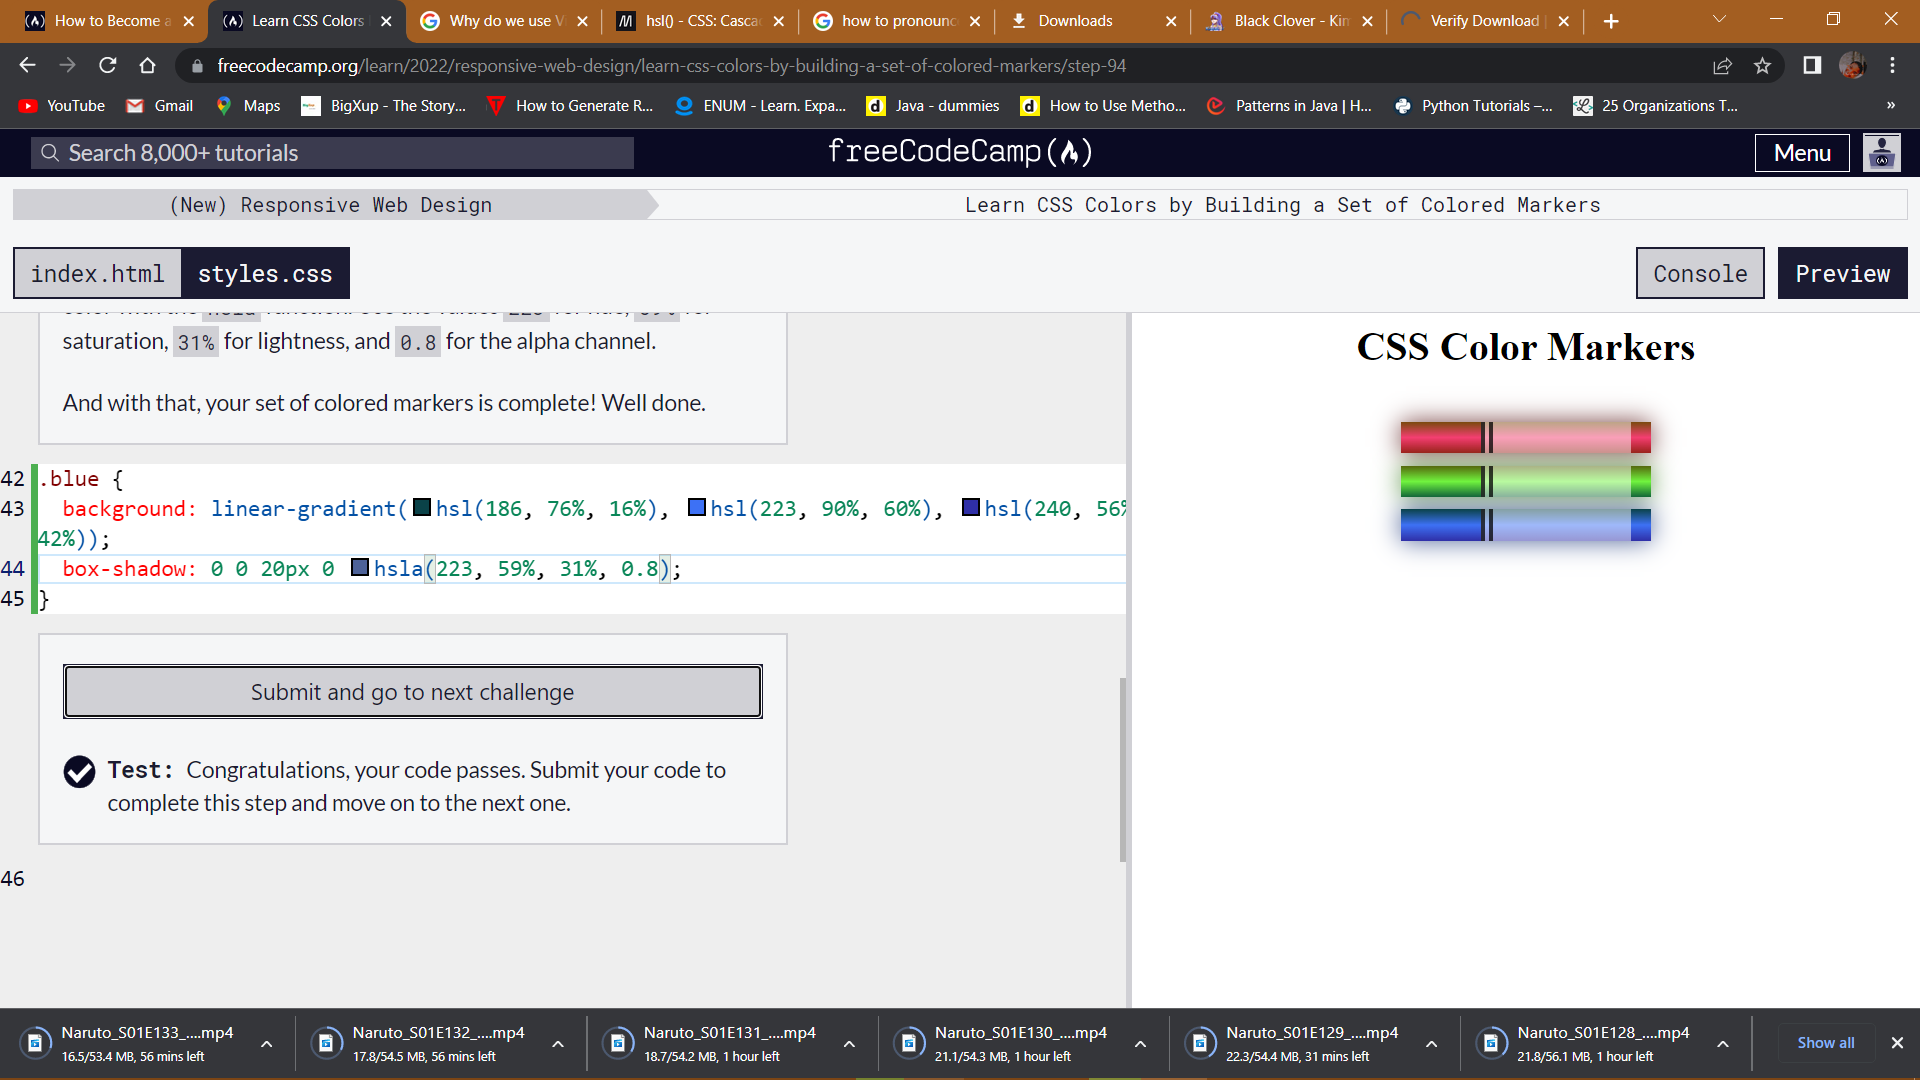 How to Become a
Learn CSS Colors
Why do we use V
hsl() - CSS: Casca
how to pronounc
Downloads
Black Clover - Kim
Verify Download |
freecodecamp.org/learn/2022/responsive-web-design/learn-css-colors-by-building-a-set-of-colored-markers/step-94
YouTube
Gmail
Maps
BigXup - The Story...
How to Generate R...
ENUM - Learn. Expa...
Java - dummies
How to Use Metho...
Patterns in Java | H...
Python Tutorials –...
25 Organizations T...
»
Search 8,000+ tutorials
freeCodeCamp
Menu
(New) Responsive Web Design
Learn CSS Colors by Building a Set of Colored Markers
index.html
styles.css
Console
Preview
saturation, 31% for lightness, and 0.8 for the alpha channel.
And with that, your set of colored markers is complete! Well done.
42 .blue {
43 background: linear-gradient(hsl(186, 76%, 16%), hsl(223, 90%, 60%), hsl(240, 56%
42%));
44 box-shadow: 0 0 20px 0 hsla(223, 59%, 31%, 0.8);
45 }
Submit and go to next challenge
Test: Congratulations, your code passes. Submit your code to
complete this step and move on to the next one.
46
CSS Color Markers
Naruto_S01E133_....mp4
16.5/53.4 MB, 56 mins left
Naruto_S01E132_....mp4
17.8/54.5 MB, 56 mins left
Naruto_S01E131_....mp4
18.7/54.2 MB, 1 hour left
Naruto_S01E130_....mp4
21.1/54.3 MB, 1 hour left
Naruto_S01E129_....mp4
22.3/54.4 MB, 31 mins left
Naruto_S01E128_....mp4
21.8/56.1 MB, 1 hour left
Show all